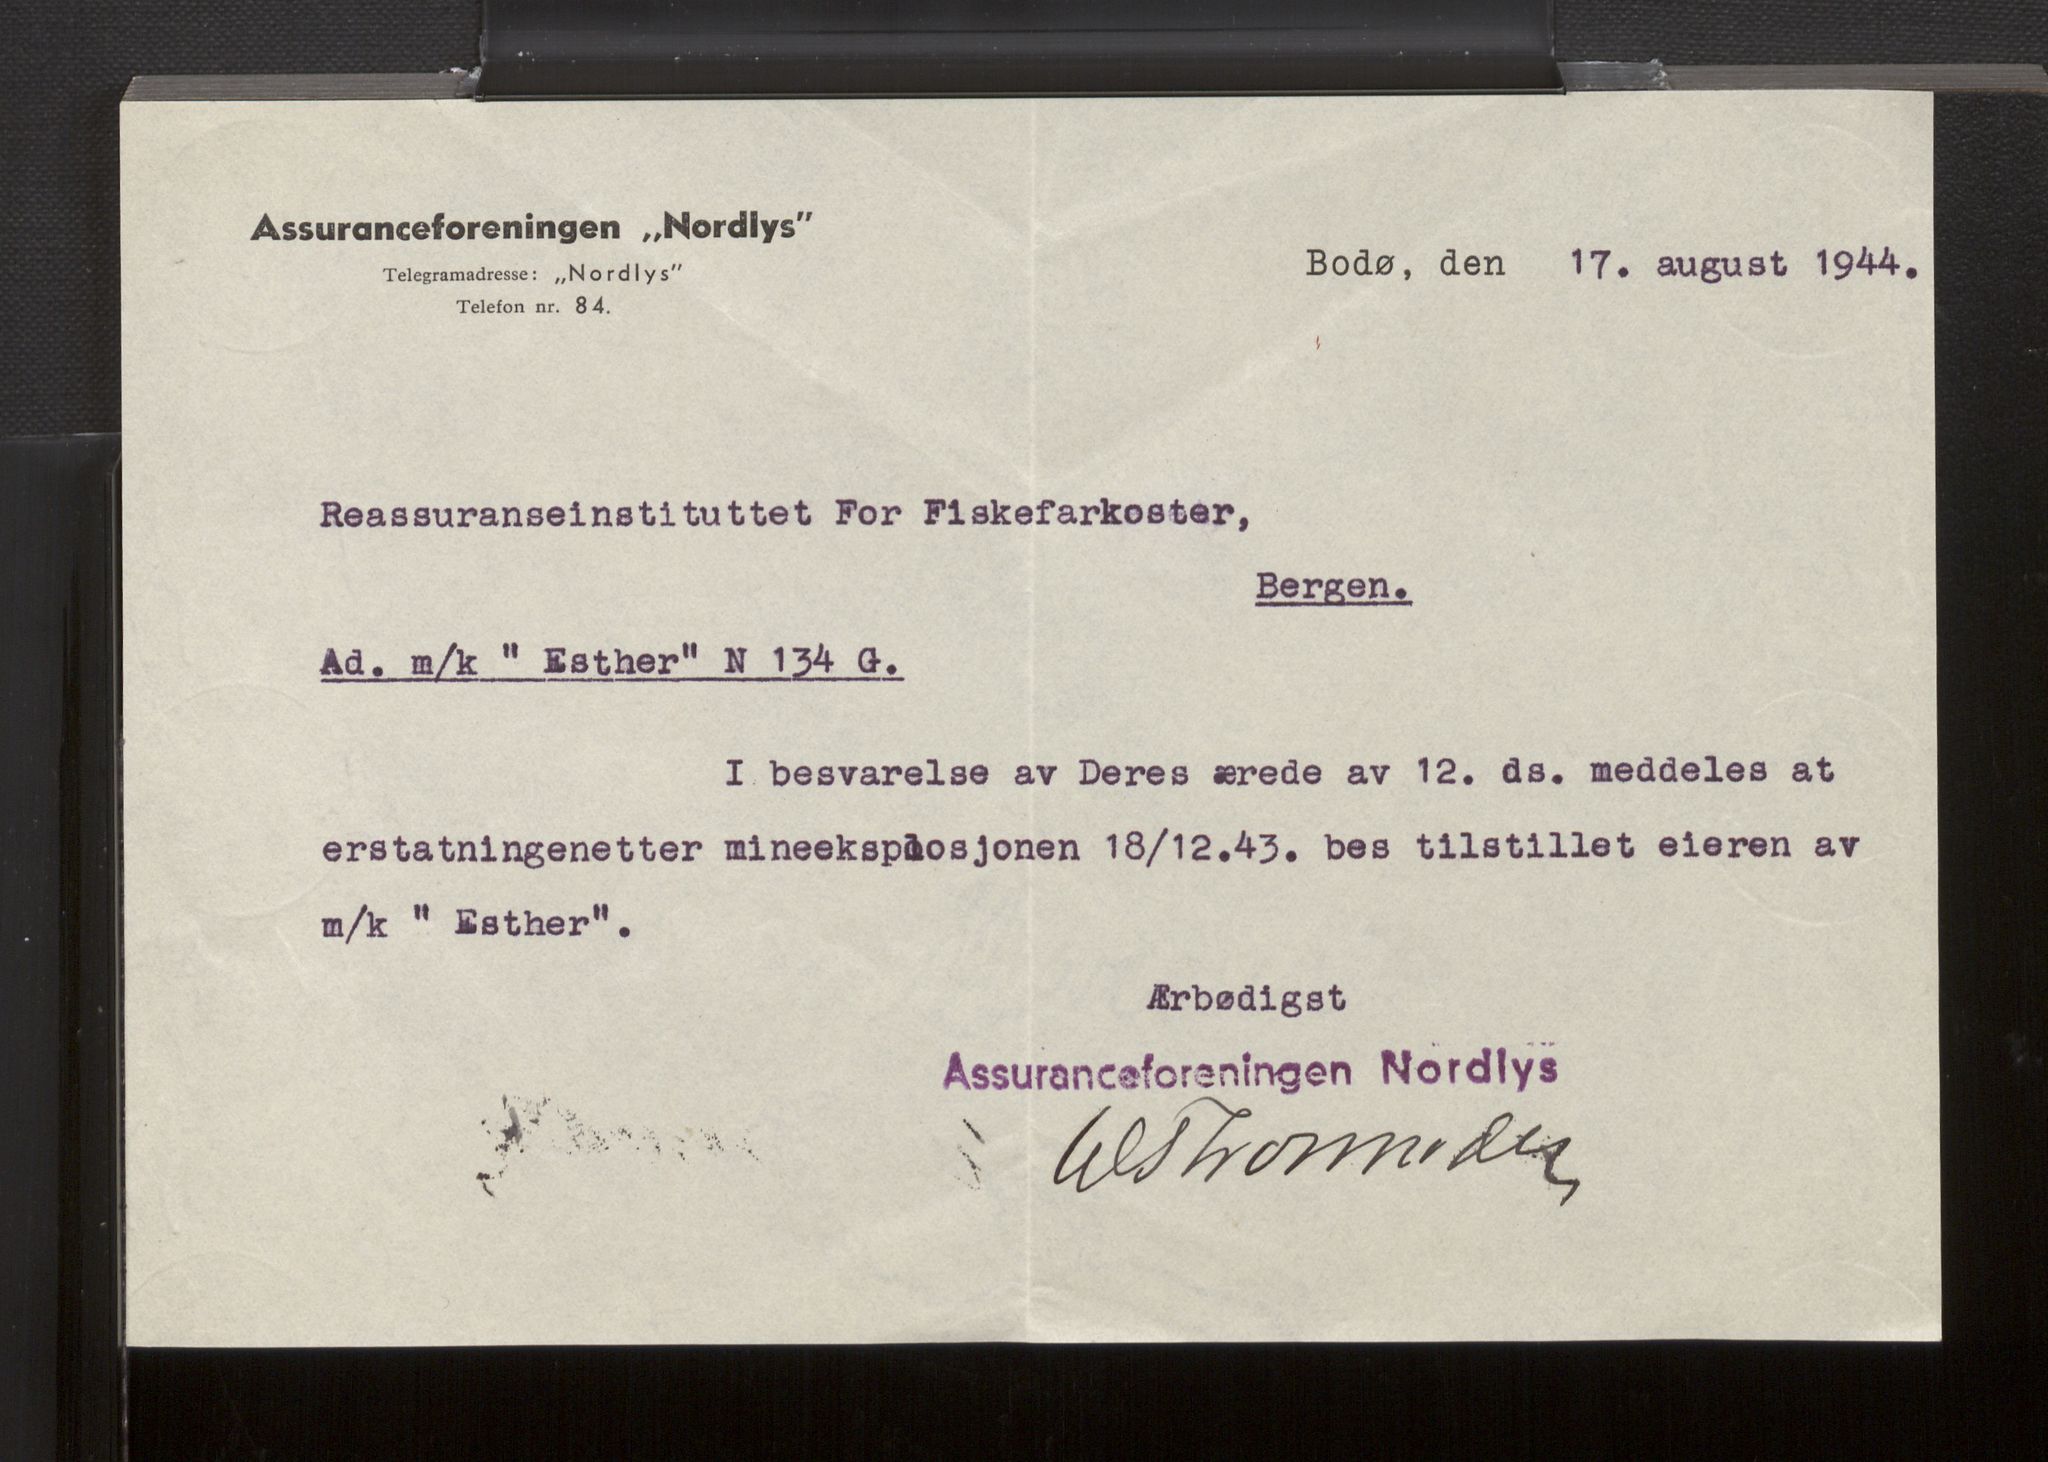 Assuranceforeningen „Nordlys”
Telegramadresse: „Nordlys”
Telefon nr. 84.
Bodø, den 17. august 1944.
Reassuranseinstituttet For Fiskefarkoster,
Bergen.
Ad. m/k " Esther" N 134 G.
I besvarelse av Deres ærede av 12. ds. meddeles at
erstatningenetter mineeksplosjonen 18/12.43. bes tilstillet eieren av
m/k " Esther".
Ærbødigst
Assuranceforeningen Nordlys